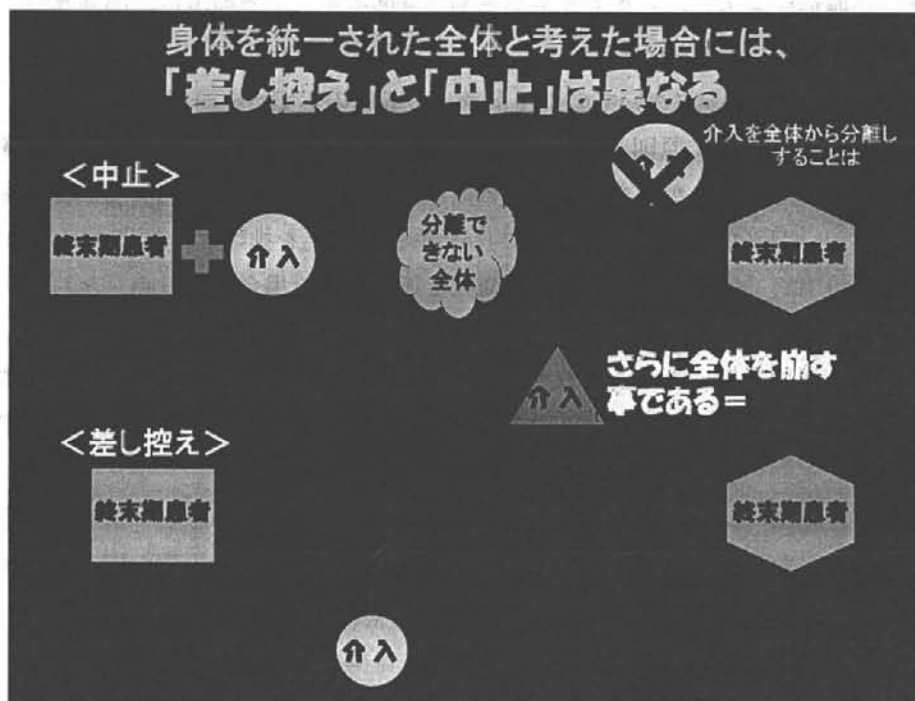 身体を統一された全体と考えた場合には、
「差し控え」と「中止」は異なる
介入を全体から分離し
することは
＜中止＞
終末期患者
介入
分離で
きない
全体
終末期患者
介入
さらに全体を崩す
事である＝
＜差し控え＞
終末期患者
終末期患者
介入